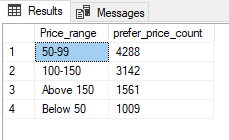 Results Messages
Price_range prefer_price_count
1 50-99 4288
2 100-150 3142
3 Above 150 1561
4 Below 50 1009